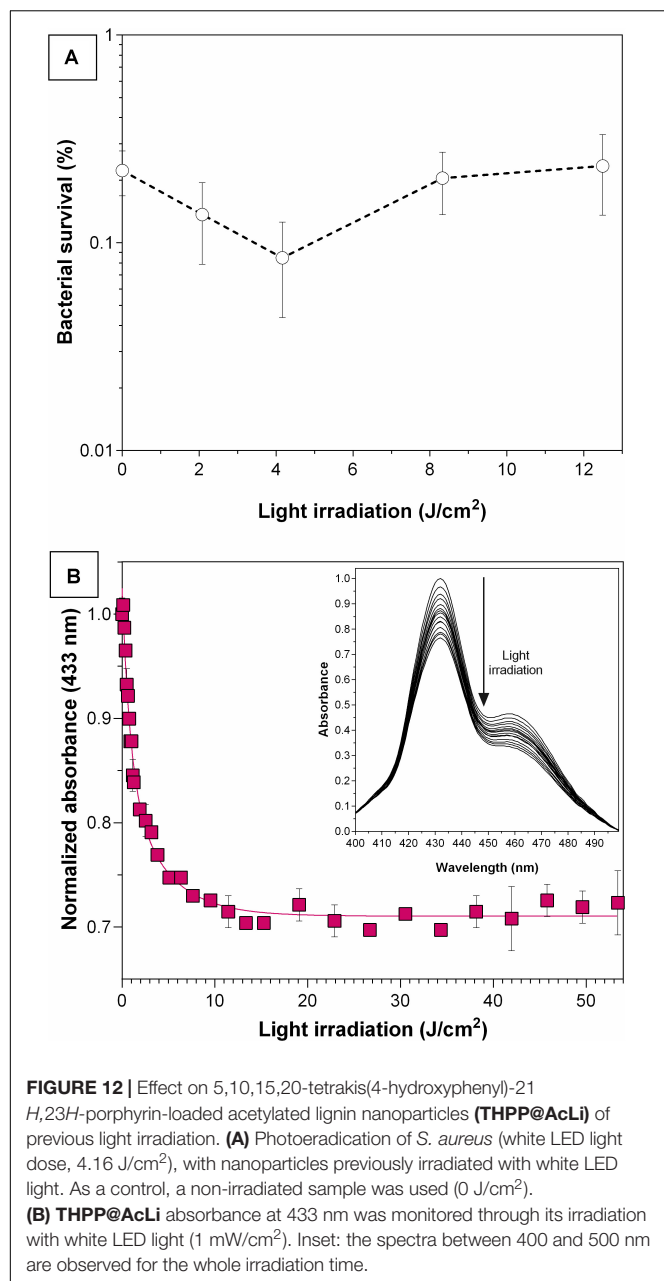 A
1
0.1
0.01
Bacterial survival (%)
0 2 4 6 8 10 12
Light irradiation (J/cm²)
B
1.0
0.9
0.8
0.7
Normalized absorbance (433 nm)
0 10 20 30 40 50
Light irradiation (J/cm²)
1.0
0.9
0.8
0.7
0.6
0.5
0.4
0.3
0.2
0.1
0.0
Absorbance
Light
irradiation
400 410 420 430 440 450 460 470 480 490
Wavelength (nm)
FIGURE 12 | Effect on 5,10,15,20-tetrakis(4-hydroxyphenyl)-21
H,23H-porphyrin-loaded acetylated lignin nanoparticles (THPP@AcLi) of
previous light irradiation. (A) Photoeradication of S. aureus (white LED light
dose, 4.16 J/cm²), with nanoparticles previously irradiated with white LED
light. As a control, a non-irradiated sample was used (0 J/cm²).
(B) THPP@AcLi absorbance at 433 nm was monitored through its irradiation
with white LED light (1 mW/cm²). Inset: the spectra between 400 and 500 nm
are observed for the whole irradiation time.